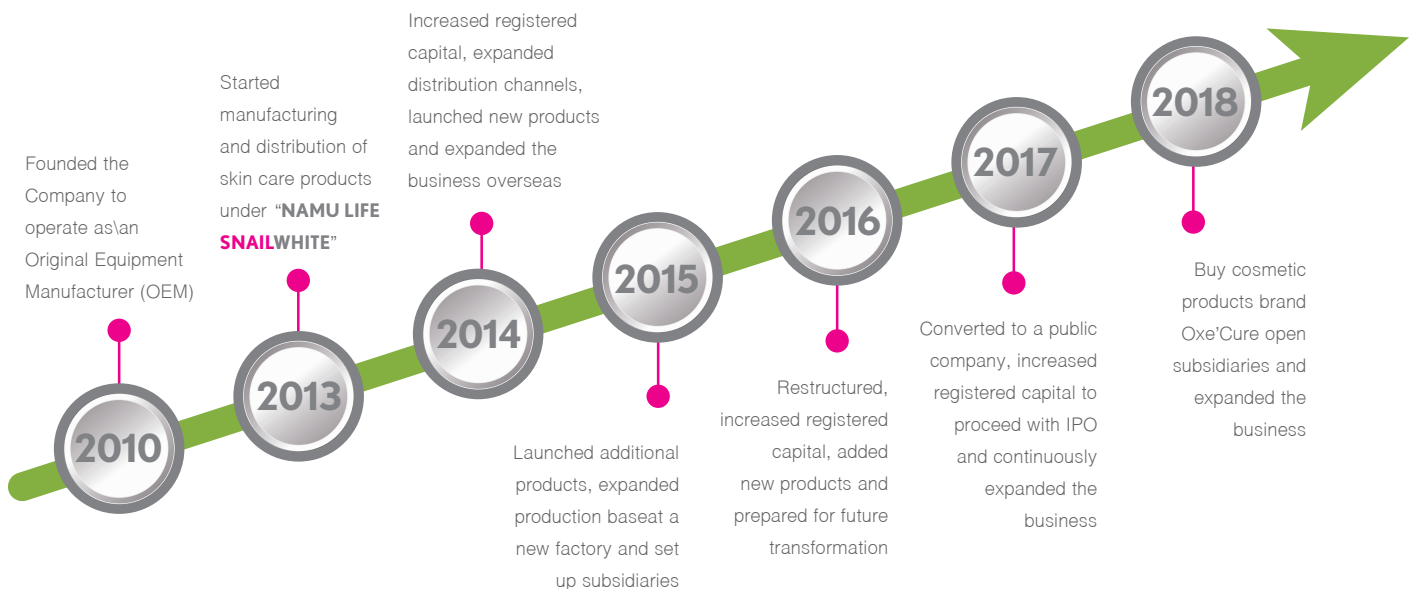 Founded the
Company to
operate as\an
Original Equipment
Manufacturer (OEM)
2010
Started
manufacturing
and distribution of
skin care products
under “NAMU LIFE
SNAILWHITE”
2013
Increased registered
capital, expanded
distribution channels,
launched new products
and expanded the
business overseas
2014
2015
Launched additional
products, expanded
production baseat a
new factory and set
up subsidiaries
2016
Restructured,
increased registered
capital, added
new products and
prepared for future
transformation
2017
Converted to a public
company, increased
registered capital to
proceed with IPO
and continuously
expanded the
business
2018
Buy cosmetic
products brand
Oxe’Cure open
subsidiaries and
expanded the
business